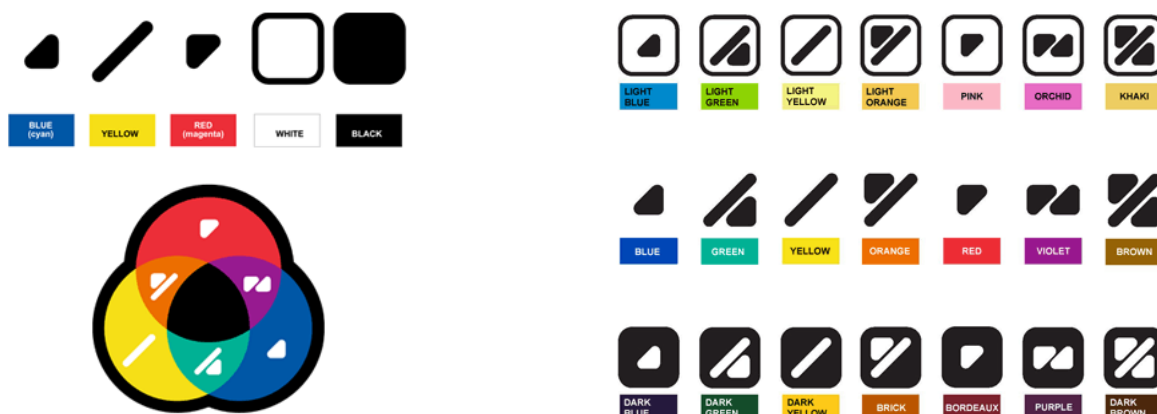 BLUE
(cyan)
YELLOW
RED
(magenta)
WHITE
BLACK
LIGHT
BLUE
LIGHT
GREEN
LIGHT
YELLOW
LIGHT
ORANGE
PINK
ORCHID
KHAKI
BLUE
GREEN
YELLOW
ORANGE
RED
VIOLET
BROWN
DARK
BLUE
DARK
GREEN
DARK
YELLOW
BRICK
BORDEAUX
PURPLE
DARK
BROWN